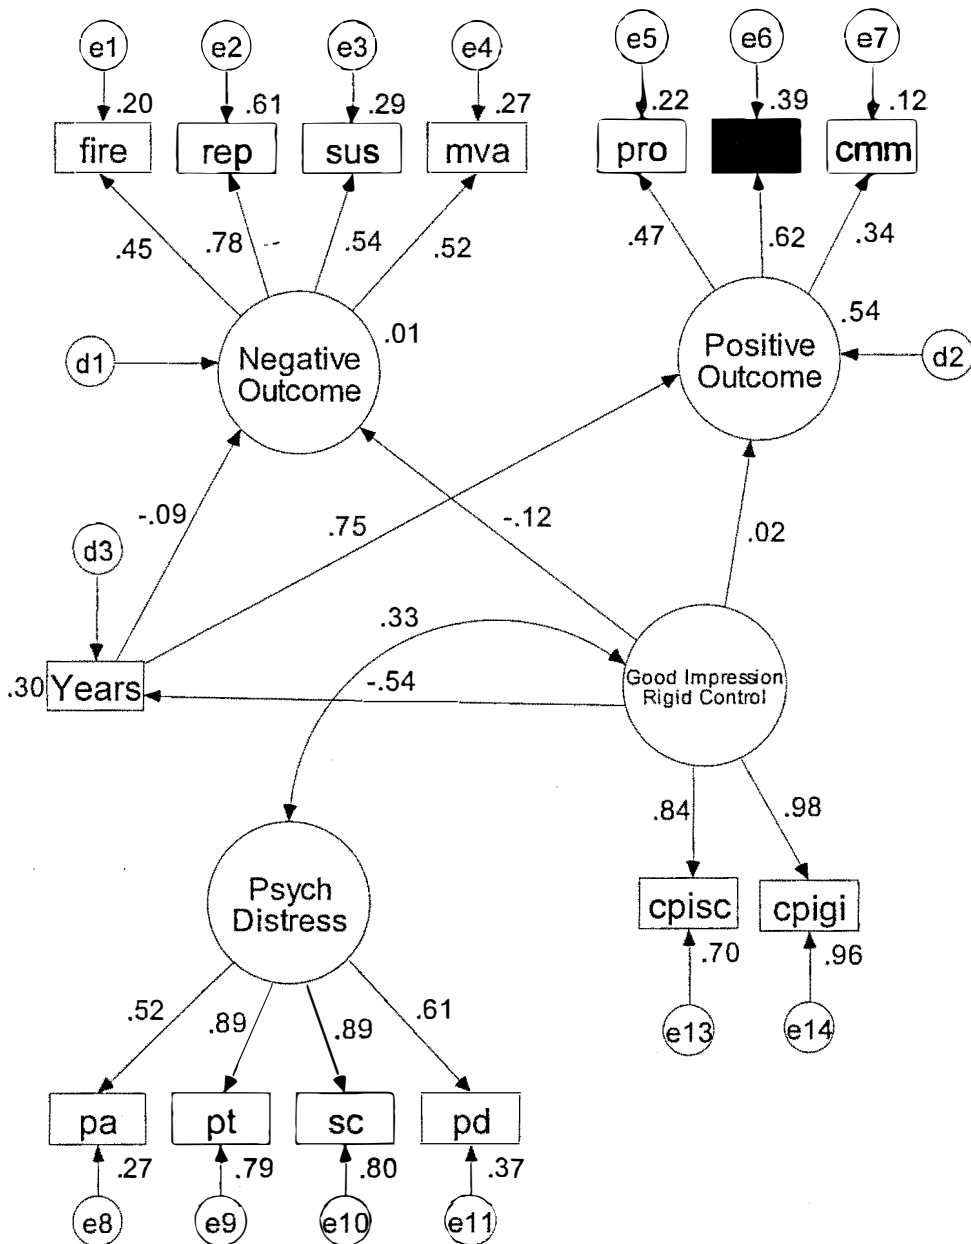 e1 e2 e3 e4 e5 e6 e7
.20 .61 .29 .27 .22 .39 .12
fire rep sus mva pro cmm
.45 .78 .54 .52 .47 .62 .34
.54
.01
d1
Negative
Outcome
Positive
Outcome
d2
-.09
.75
-.12
.02
d3
.33
.30 Years
-.54
Good Impression
Rigid Control
.84 .98
Psych
Distress
cpisc cpigi
.70 .96
.52 .89 .89 .61
e13 e14
pa pt sc pd
.27 .79 .80 .37
e8 e9 e10 e11